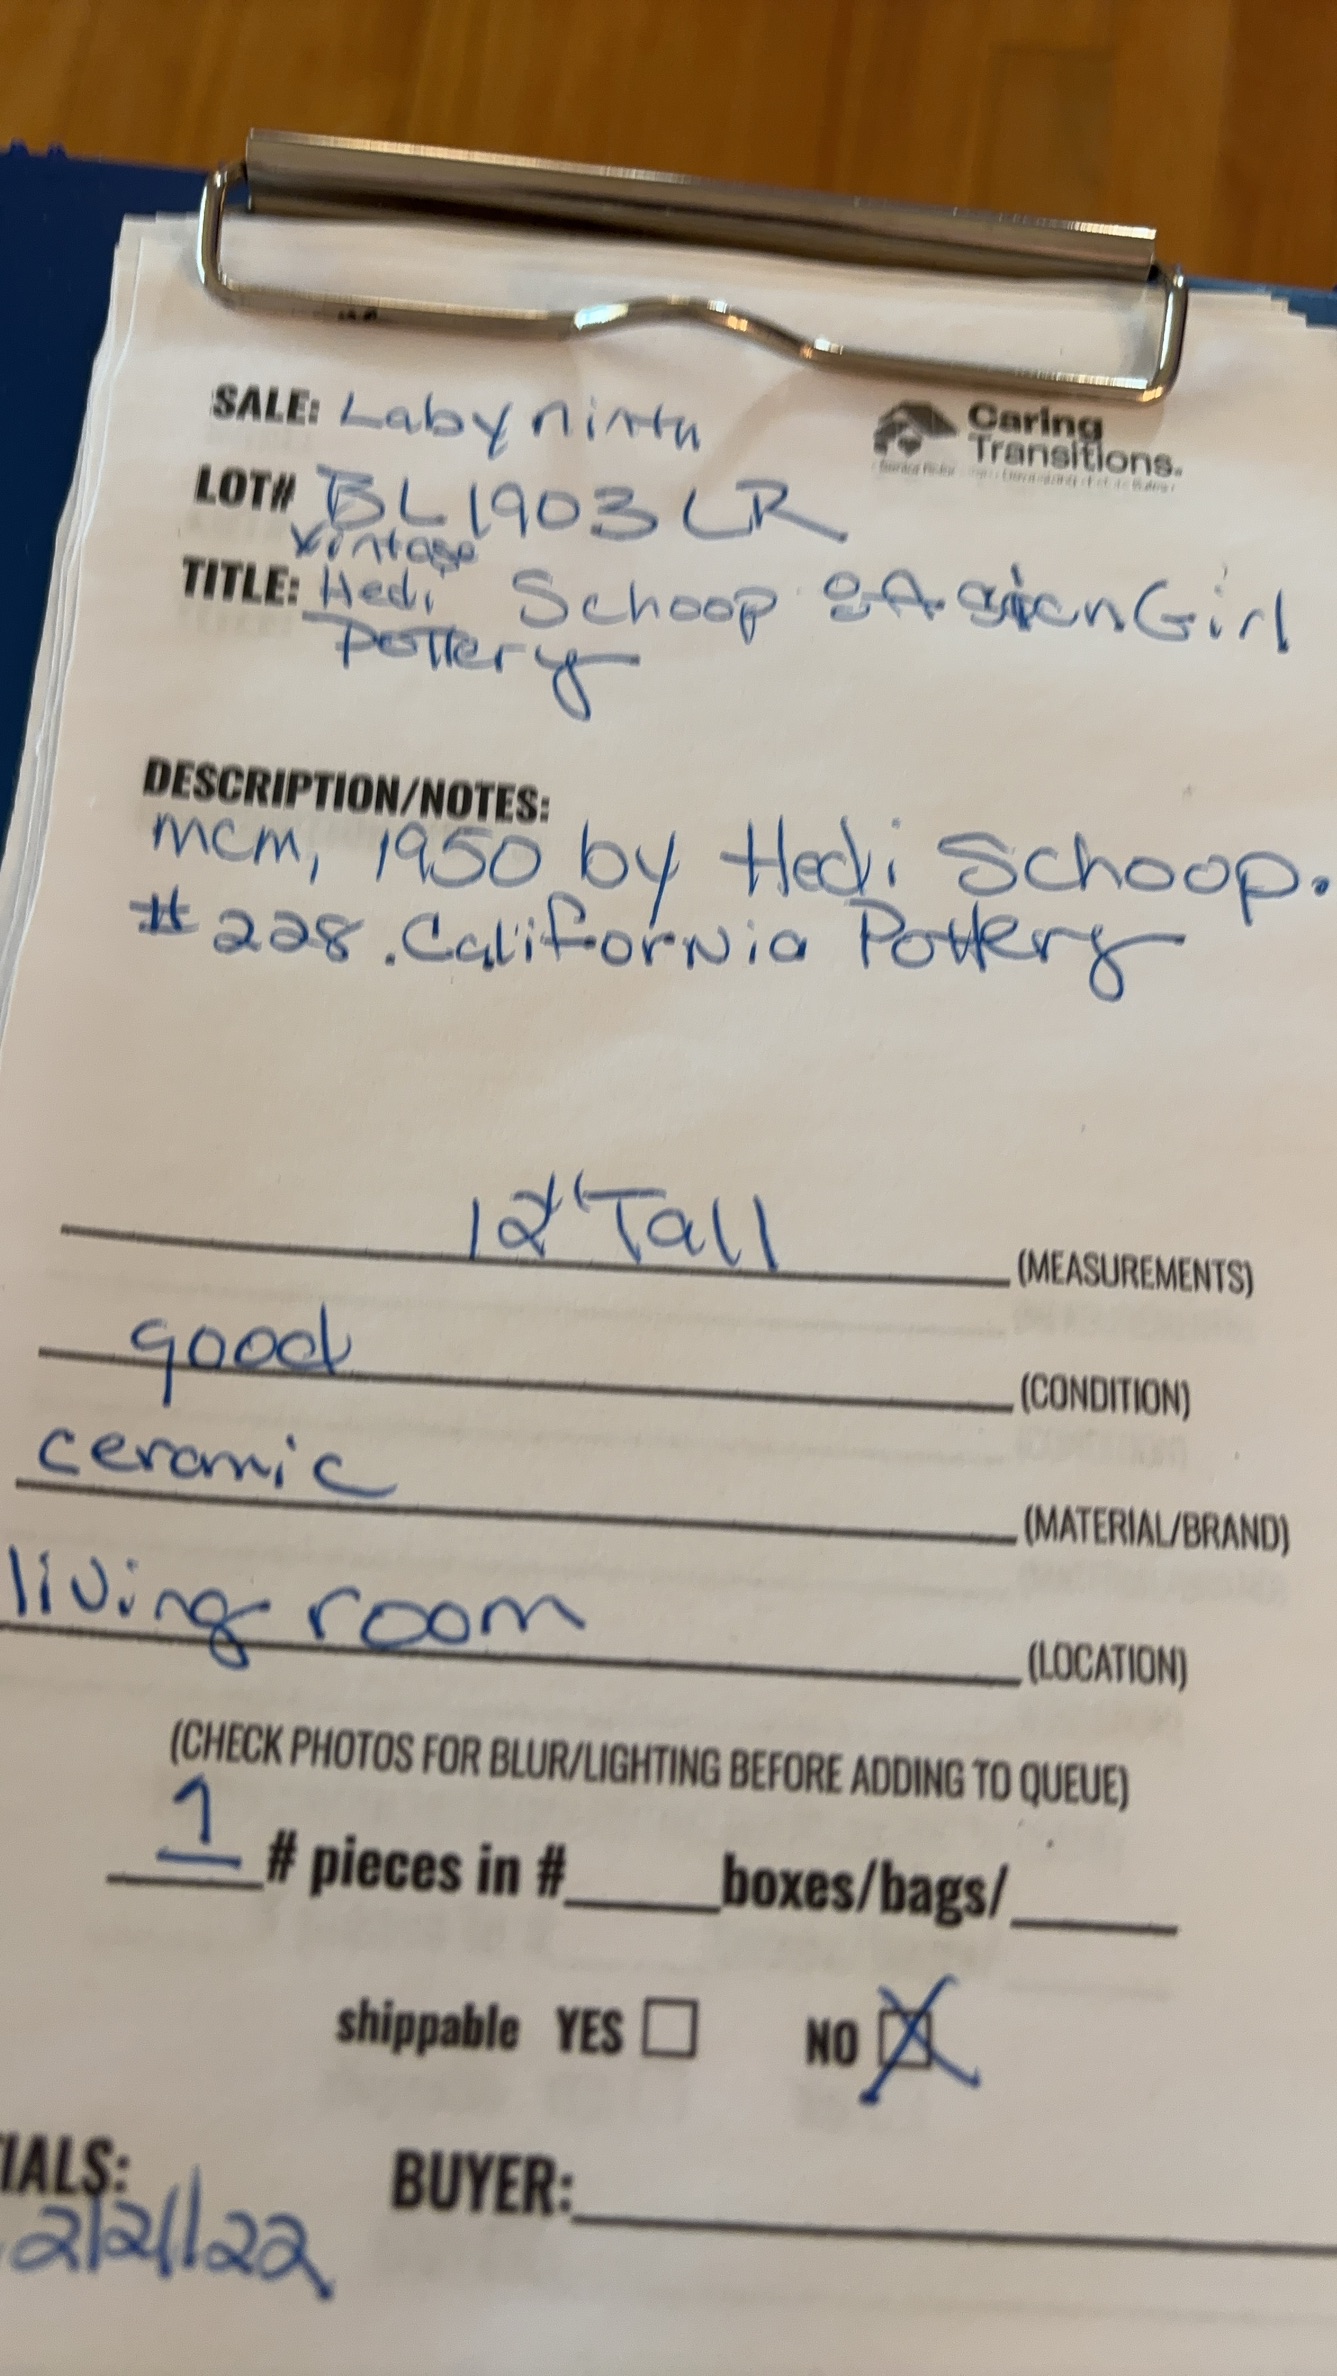 SALE: Labyrinth
Caring
Transitions.
LOT# BL1903LR
Vintage
TITLE: Hedi Schoop Asian Girl
Pottery
DESCRIPTION/NOTES:
mcm, 1950 by Hedi Schoop.
#228. California Pottery
12" Tall (MEASUREMENTS)
good (CONDITION)
ceramic (MATERIAL/BRAND)
living room (LOCATION)
(CHECK PHOTOS FOR BLUR/LIGHTING BEFORE ADDING TO QUEUE)
1 # pieces in # boxes/bags/
shippable YES NO X
TIALS: BUYER:
2/21/22